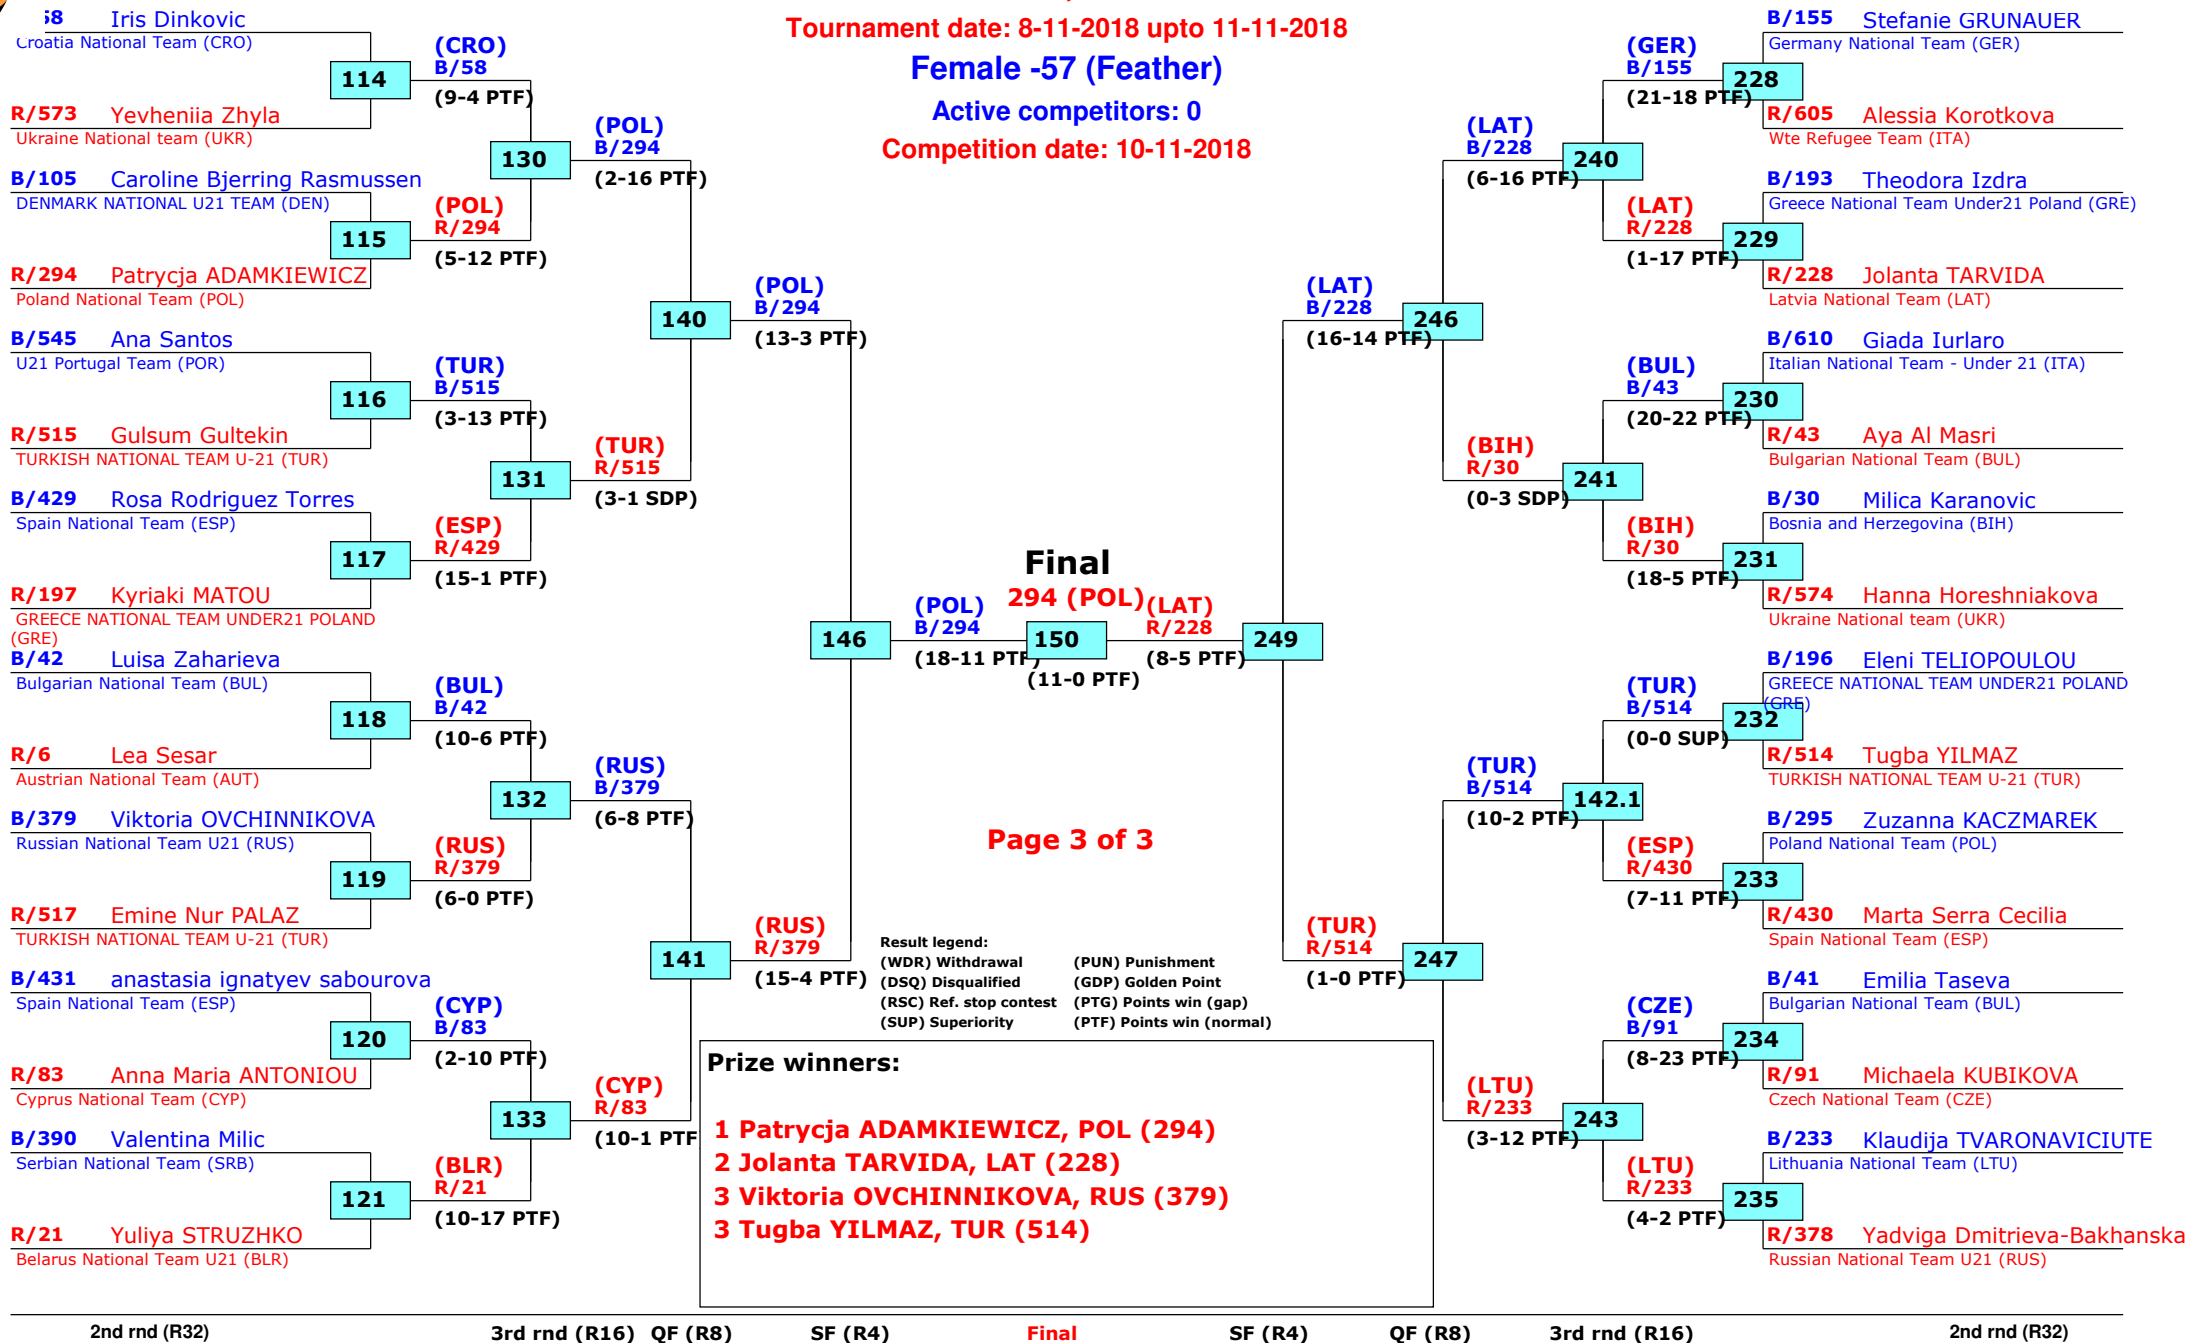 58 Iris Dinkovic
Croatia National Team (CRO)
114
R/573 Yevheniia Zhyla
Ukraine National team (UKR)
(CRO)
B/58
(9-4 PTF)
B/105 Caroline Bjerring Rasmussen
DENMARK NATIONAL U21 TEAM (DEN)
115
R/294 Patrycja ADAMKIEWICZ
Poland National Team (POL)
(POL)
R/294
(5-12 PTF)
130
(POL)
B/294
(2-16 PTF)
B/545 Ana Santos
U21 Portugal Team (POR)
116
R/515 Gulsum Gultekin
TURKISH NATIONAL TEAM U-21 (TUR)
(TUR)
B/515
(3-13 PTF)
B/429 Rosa Rodriguez Torres
Spain National Team (ESP)
117
R/197 Kyriaki MATOU
GREECE NATIONAL TEAM UNDER21 POLAND
(GRE)
(ESP)
R/429
(15-1 PTF)
131
(TUR)
R/515
(3-1 SDP)
140
(POL)
B/294
(13-3 PTF)
B/42 Luisa Zaharieva
Bulgarian National Team (BUL)
118
R/6 Lea Sesar
Austrian National Team (AUT)
(BUL)
B/42
(10-6 PTF)
B/379 Viktoria OVCHINNIKOVA
Russian National Team U21 (RUS)
119
R/517 Emine Nur PALAZ
TURKISH NATIONAL TEAM U-21 (TUR)
(RUS)
R/379
(6-0 PTF)
132
(RUS)
B/379
(6-8 PTF)
B/431 anastasia ignatyev sabourova
Spain National Team (ESP)
120
R/83 Anna Maria ANTONIOU
Cyprus National Team (CYP)
(CYP)
B/83
(2-10 PTF)
B/390 Valentina Milic
Serbian National Team (SRB)
121
R/21 Yuliya STRUZHKO
Belarus National Team U21 (BLR)
(BLR)
R/21
(10-17 PTF)
133
(CYP)
R/83
(10-1 PTF
141
(RUS)
R/379
(15-4 PTF)
146
(POL)
B/294
(18-11 PTF)
Tournament date: 8-11-2018 upto 11-11-2018
Female -57 (Feather)
Active competitors: 0
Competition date: 10-11-2018
Final
294 (POL)
150
(11-0 PTF)
(LAT)
R/228
(8-5 PTF)
249
Page 3 of 3
Result legend:
(WDR) Withdrawal (PUN) Punishment
(DSQ) Disqualified (GDP) Golden Point
(RSC) Ref. stop contest (PTG) Points win (gap)
(SUP) Superiority (PTF) Points win (normal)
Prize winners:
1 Patrycja ADAMKIEWICZ, POL (294)
2 Jolanta TARVIDA, LAT (228)
3 Viktoria OVCHINNIKOVA, RUS (379)
3 Tugba YILMAZ, TUR (514)
(LAT)
B/228
(16-14 PTF)
246
(LAT)
B/228
(6-16 PTF)
240
(GER)
B/155
(21-18 PTF)
B/155 Stefanie GRUNAUER
Germany National Team (GER)
228
R/605 Alessia Korotkova
Wte Refugee Team (ITA)
(LAT)
R/228
(1-17 PTF)
B/193 Theodora Izdra
Greece National Team Under21 Poland (GRE)
229
R/228 Jolanta TARVIDA
Latvia National Team (LAT)
(BIH)
R/30
(0-3 SDP)
241
(BUL)
B/43
(20-22 PTF)
B/610 Giada Iurlaro
Italian National Team - Under 21 (ITA)
230
R/43 Aya Al Masri
Bulgarian National Team (BUL)
(BIH)
R/30
(18-5 PTF)
B/30 Milica Karanovic
Bosnia and Herzegovina (BIH)
231
R/574 Hanna Horeshniakova
Ukraine National team (UKR)
(TUR)
R/514
(1-0 PTF)
247
(TUR)
B/514
(10-2 PTF)
142.1
(TUR)
B/514
(0-0 SUP)
B/196 Eleni TELIOPOULOU
GREECE NATIONAL TEAM UNDER21 POLAND
(GRE)
232
R/514 Tugba YILMAZ
TURKISH NATIONAL TEAM U-21 (TUR)
(ESP)
R/430
(7-11 PTF)
B/295 Zuzanna KACZMAREK
Poland National Team (POL)
233
R/430 Marta Serra Cecilia
Spain National Team (ESP)
(LTU)
R/233
(3-12 PTF)
243
(CZE)
B/91
(8-23 PTF)
B/41 Emilia Taseva
Bulgarian National Team (BUL)
234
R/91 Michaela KUBIKOVA
Czech National Team (CZE)
(LTU)
R/233
(4-2 PTF)
B/233 Klaudija TVARONAVICIUTE
Lithuania National Team (LTU)
235
R/378 Yadviga Dmitrieva-Bakhanska
Russian National Team U21 (RUS)
2nd rnd (R32) 3rd rnd (R16) QF (R8) SF (R4) Final SF (R4) QF (R8) 3rd rnd (R16) 2nd rnd (R32)